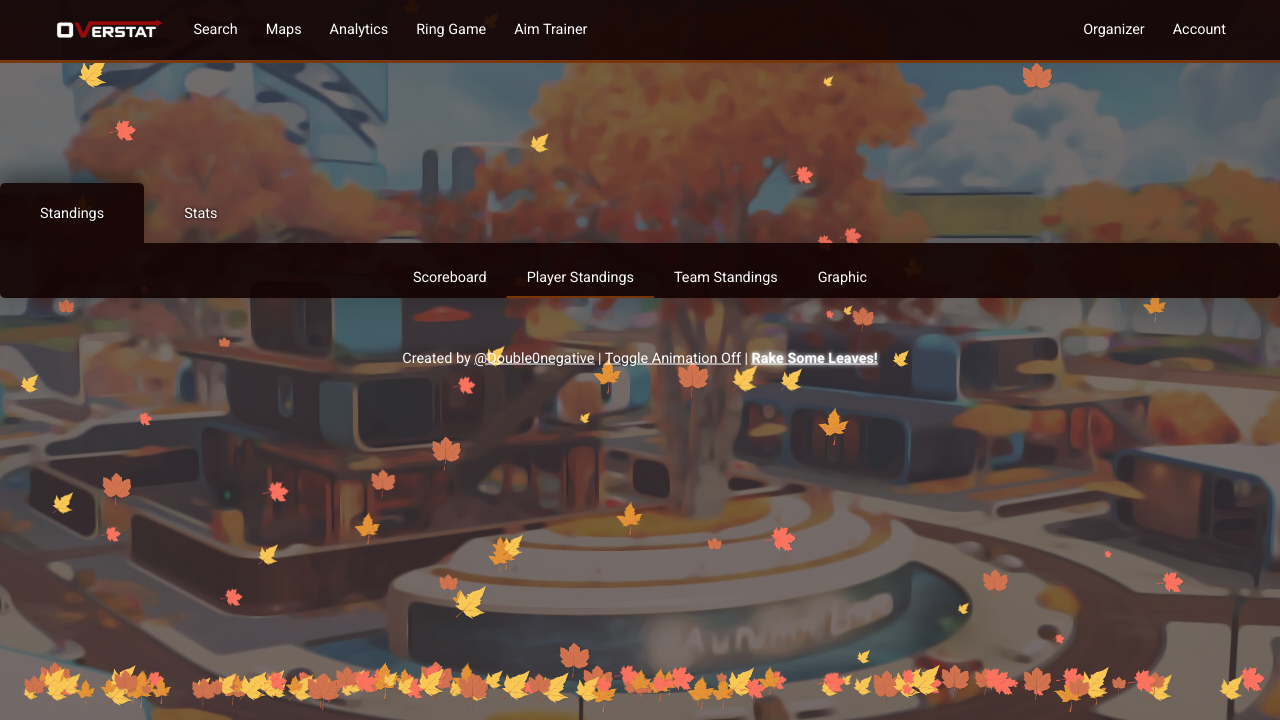 OVERSTAT Search Maps Analytics Ring Game Aim Trainer Organizer Account
Standings Stats
Scoreboard Player Standings Team Standings Graphic
Created by @Double0negative | Toggle Animation Off | Rake Some Leaves!